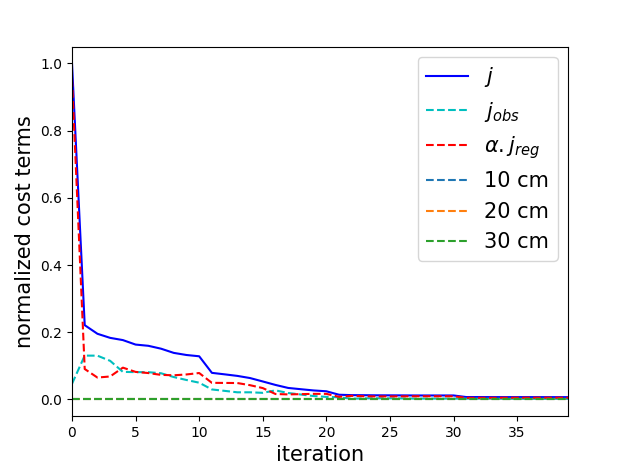 1.0
0.8
0.6
0.4
0.2
0.0
normalized cost terms
0 5 10 15 20 25 30 35
iteration
j
j_obs
α.j_reg
10 cm
20 cm
30 cm